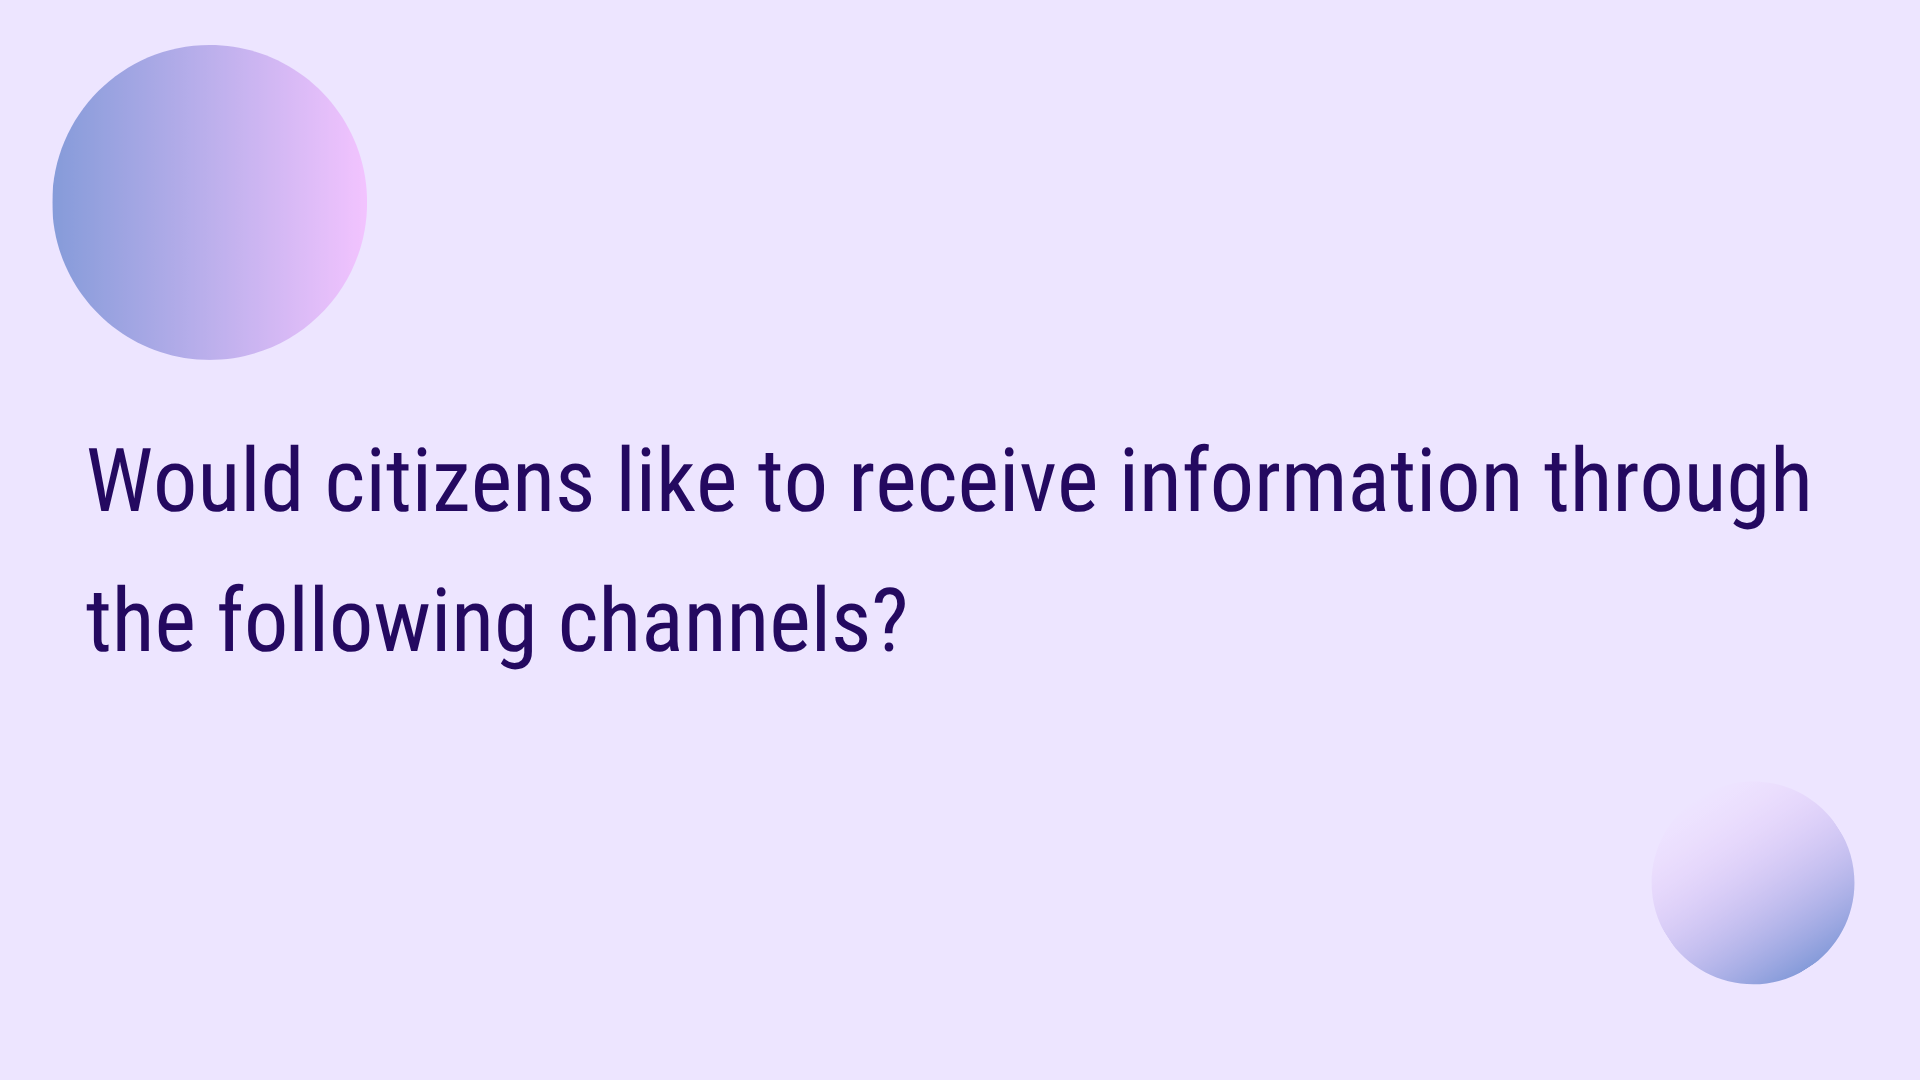 Would citizens like to receive information through
the following channels?